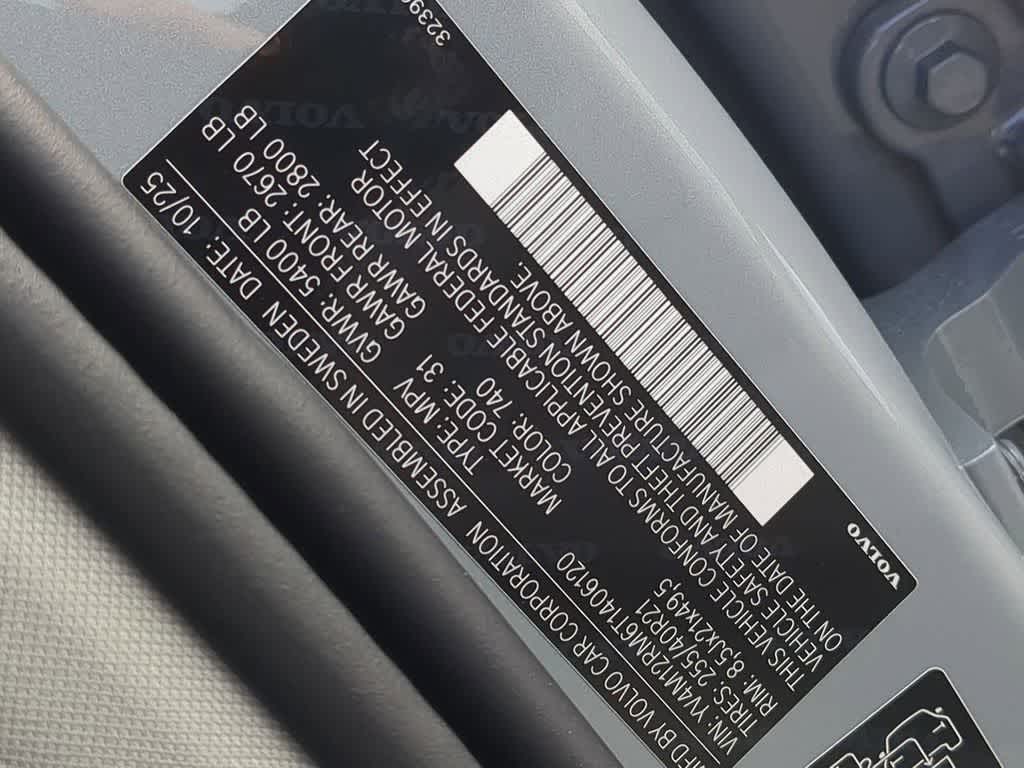 MFD BY VOLVO CAR CORPORATION ASSEMBLED IN SWEDEN DATE: 10/25
TYPE: MPV GVWR: 5400 LB
MARKET CODE: 31 GAWR FRONT: 2670 LB
COLOR: 740 GAWR REAR: 2800 LB
VIN: YV4M12RM6T1406120
TIRES: 255/40R21
RIM: 8.5Jx21x49.5
THIS VEHICLE CONFORMS TO ALL APPLICABLE FEDERAL MOTOR
VEHICLE SAFETY AND THEFT PREVENTION STANDARDS IN EFFECT
ON THE DATE OF MANUFACTURE SHOWN ABOVE
VOLVO